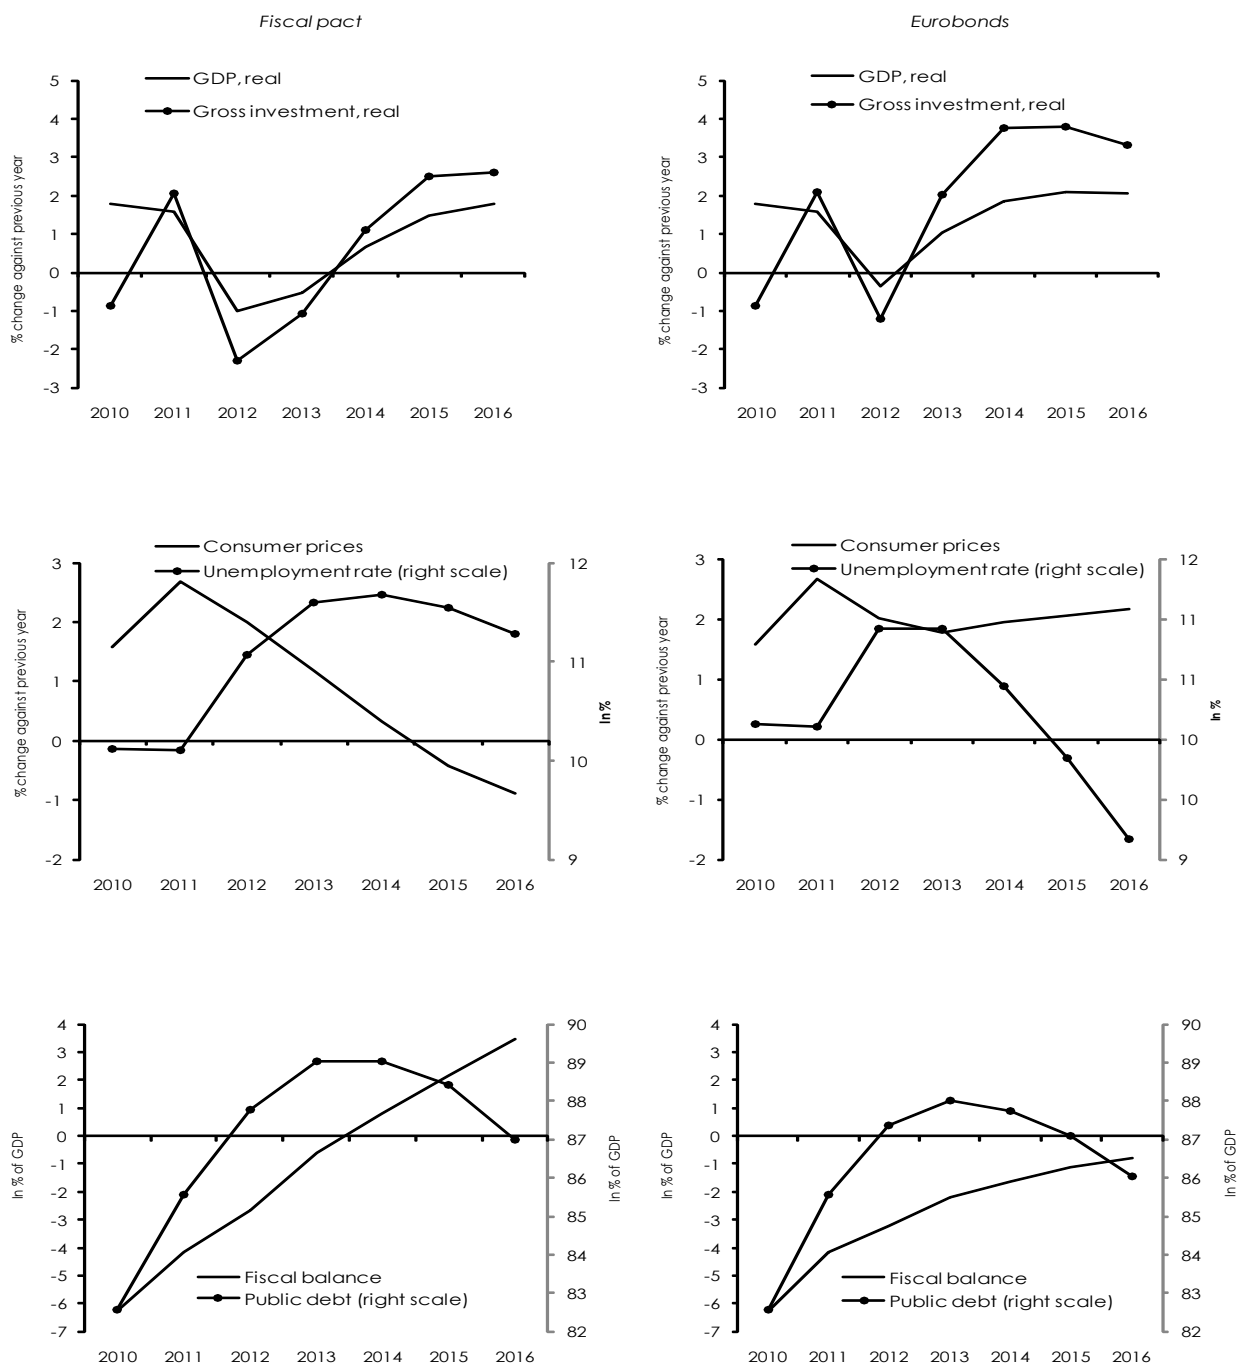 Fiscal pact
Eurobonds
GDP, real
Gross investment, real
5
4
3
2
1
0
-1
-2
-3
% change against previous year
2010 2011 2012 2013 2014 2015 2016
GDP, real
Gross investment, real
5
4
3
2
1
0
-1
-2
-3
% change against previous year
2010 2011 2012 2013 2014 2015 2016
Consumer prices
Unemployment rate (right scale)
3
2
1
0
-1
-2
% change against previous year
12
11
10
9
In %
2010 2011 2012 2013 2014 2015 2016
Consumer prices
Unemployment rate (right scale)
3
2
1
0
-1
-2
% change against previous year
12
11
11
10
10
9
In %
2010 2011 2012 2013 2014 2015 2016
4
3
2
1
0
-1
-2
-3
-4
-5
-6
-7
In % of GDP
90
89
88
87
86
85
84
83
82
In % of GDP
Fiscal balance
Public debt (right scale)
2010 2011 2012 2013 2014 2015 2016
4
3
2
1
0
-1
-2
-3
-4
-5
-6
-7
In % of GDP
90
89
88
87
86
85
84
83
82
In % of GDP
Fiscal balance
Public debt (right scale)
2010 2011 2012 2013 2014 2015 2016